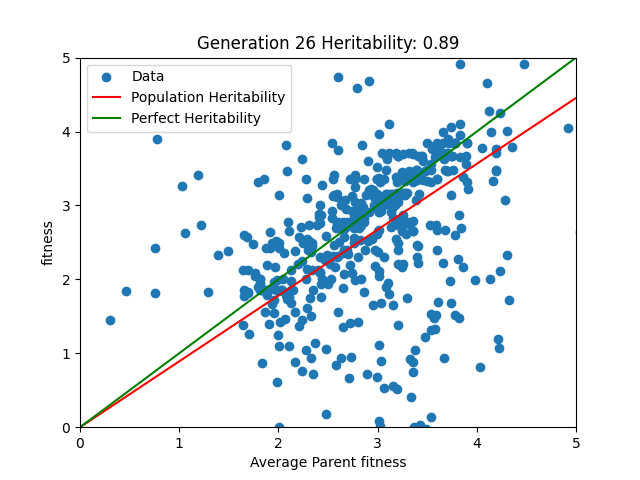 Generation 26 Heritability: 0.89
Data
Population Heritability
Perfect Heritability
fitness
5
4
3
2
1
0
0 1 2 3 4 5
Average Parent fitness